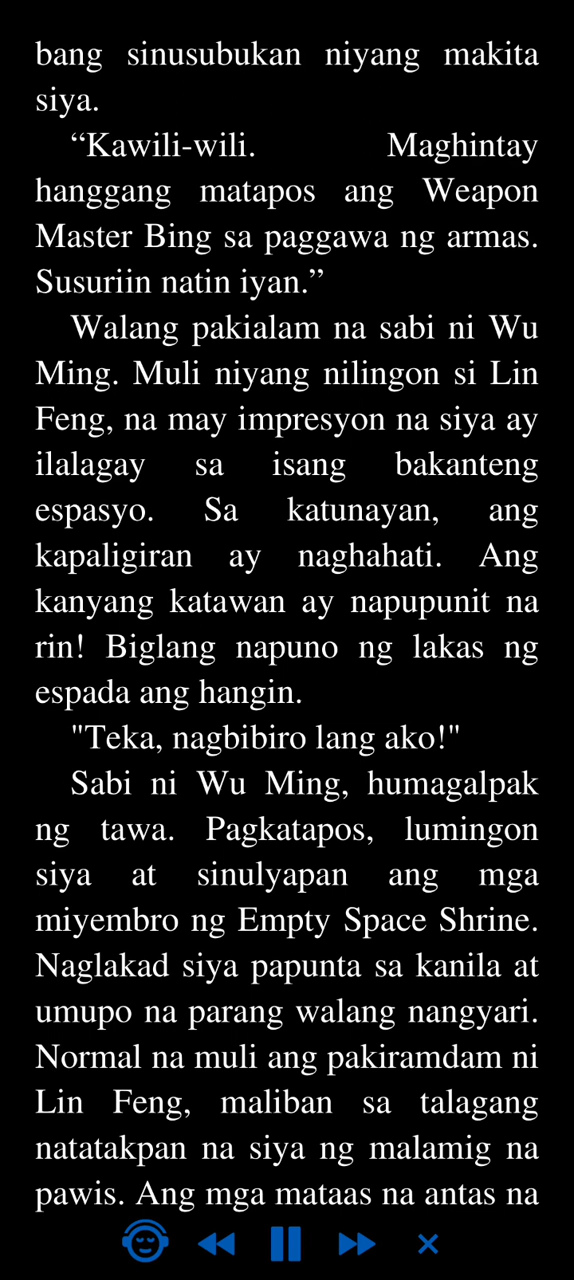 bang sinusubukan niyang makita
siya.
“Kawili-wili. Maghintay
hanggang matapos ang Weapon
Master Bing sa paggawa ng armas.
Susuriin natin iyan.”
Walang pakialam na sabi ni Wu
Ming. Muli niyang nilingon si Lin
Feng, na may impresyon na siya ay
ilalagay sa isang bakanteng
espasyo. Sa katunayan, ang
kapaligiran ay naghahati. Ang
kanyang katawan ay napupunit na
rin! Biglang napuno ng lakas ng
espada ang hangin.
"Teka, nagbibiro lang ako!"
Sabi ni Wu Ming, humagalpak
ng tawa. Pagkatapos, lumingon
siya at sinulyapan ang mga
miyembro ng Empty Space Shrine.
Naglakad siya papunta sa kanila at
umupo na parang walang nangyari.
Normal na muli ang pakiramdam ni
Lin Feng, maliban sa talagang
natatakpan na siya ng malamig na
pawis. Ang mga mataas na antas na